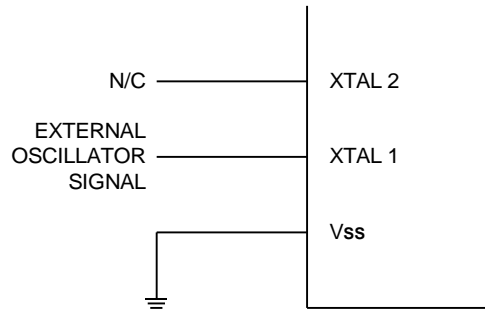 N/C
XTAL 2
EXTERNAL
OSCILLATOR
SIGNAL
XTAL 1
Vss